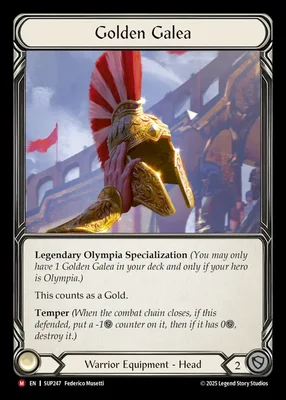 Golden Galea
Legendary Olympia Specialization (You may only
have 1 Golden Galea in your deck and only if your hero
is Olympia.)
This counts as a Gold.
Temper (When the combat chain closes, if this
defended, put a -1 counter on it, then if it has 0,
destroy it.)
Warrior Equipment - Head
2
M EN | SUP247 Federico Musetti
© 2025 Legend Story Studios